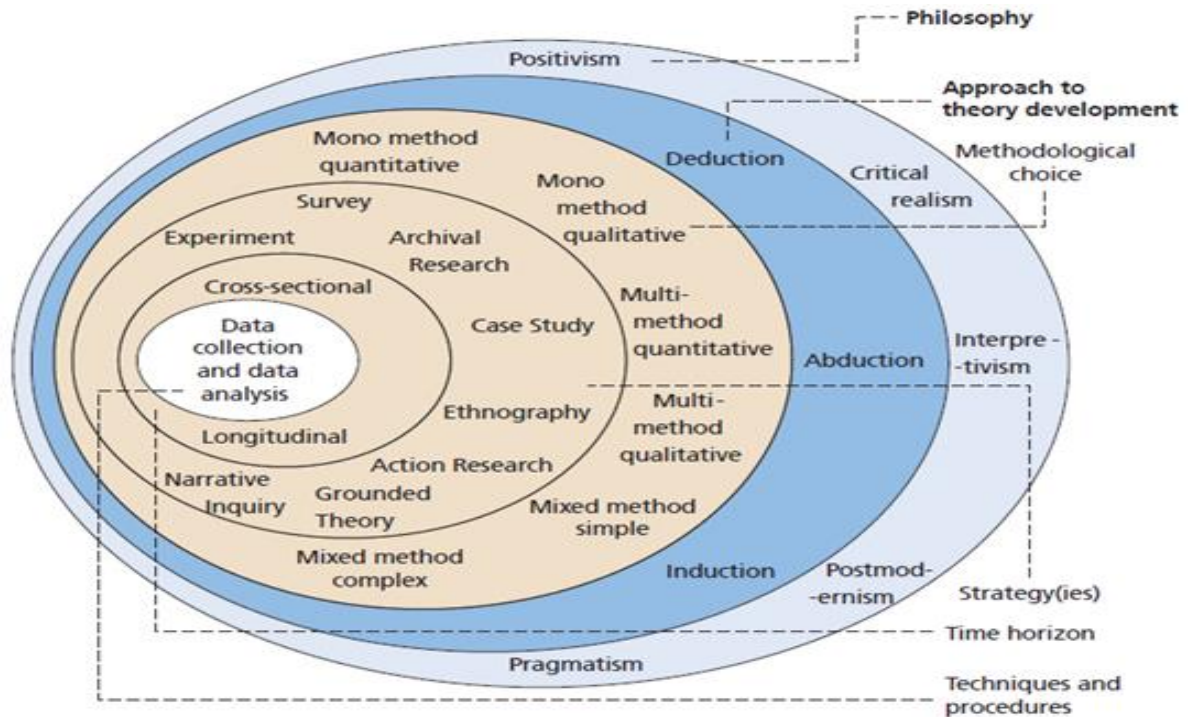 Philosophy
Positivism
Approach to
theory development
Mono method
quantitative
Deduction
Methodological
choice
Critical
realism
Mono
method
qualitative
Survey
Experiment
Archival
Research
Cross-sectional
Multi-
method
quantitative
Data
collection
and data
analysis
Case Study
Abduction
Interpre-
-tivism
Ethnography
Multi-
method
qualitative
Longitudinal
Action Research
Narrative
Inquiry
Grounded
Theory
Mixed method
simple
Mixed method
complex
Induction
Postmod-
-ernism
Strategy(ies)
Time horizon
Pragmatism
Techniques and
procedures